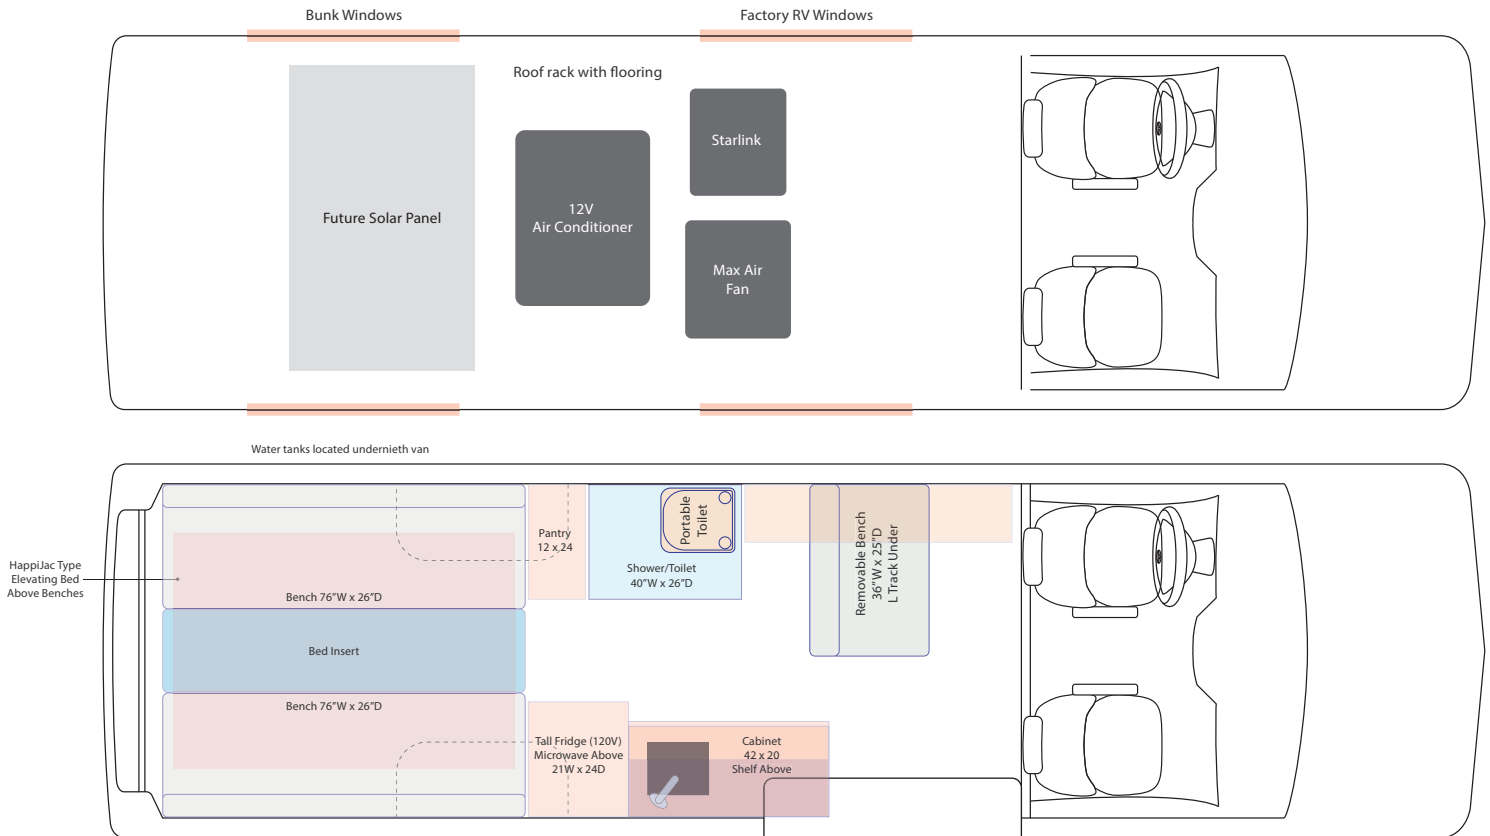 Bunk Windows
Factory RV Windows
Roof rack with flooring
Starlink
12V
Air Conditioner
Future Solar Panel
Max Air
Fan
Water tanks located undernieth van
HappiJac Type
Elevating Bed
Above Benches
Bench 76”W x 26”D
Bed Insert
Bench 76”W x 26”D
Pantry
12 x 24
Portable
Toilet
Shower/Toilet
40”W x 26”D
Removable Bench
36”W x 25”D
L Track Under
Tall Fridge (120V)
Microwave Above
21W x 24D
Cabinet
42 x 20
Shelf Above